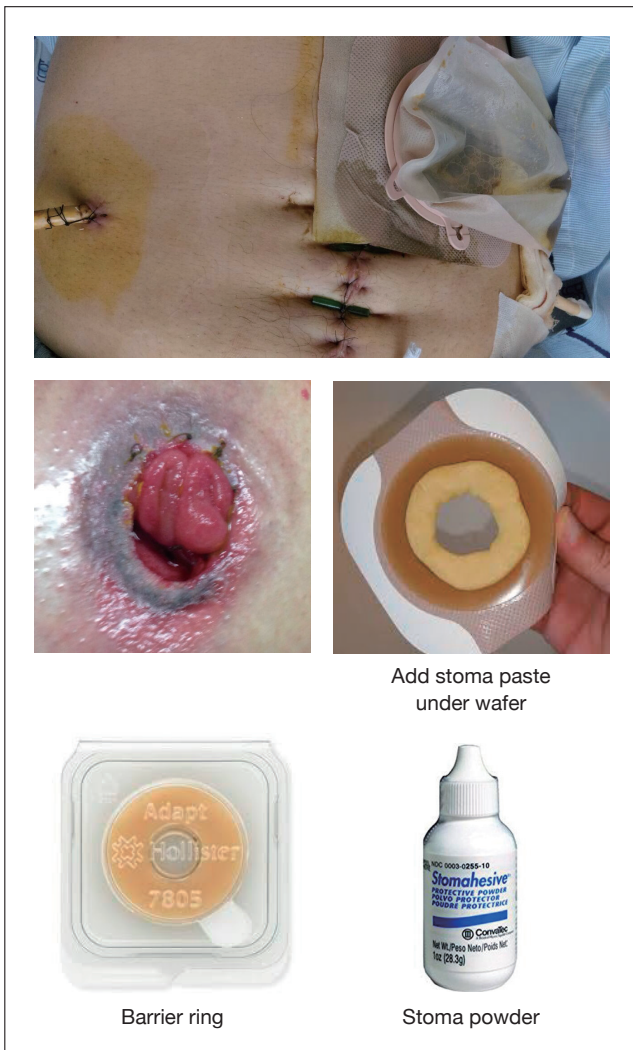 Add stoma paste
under wafer
Adapt
Hollister
7805
NDC 0003-0255-10
Stomahesive
PROTECTIVE POWDER
POLVO PROTECTOR
POUDRE PROTECTRICE
ConvaTec
Net Wt./Peso Neto/Poids Net:
1oz (28.3g)
Barrier ring
Stoma powder